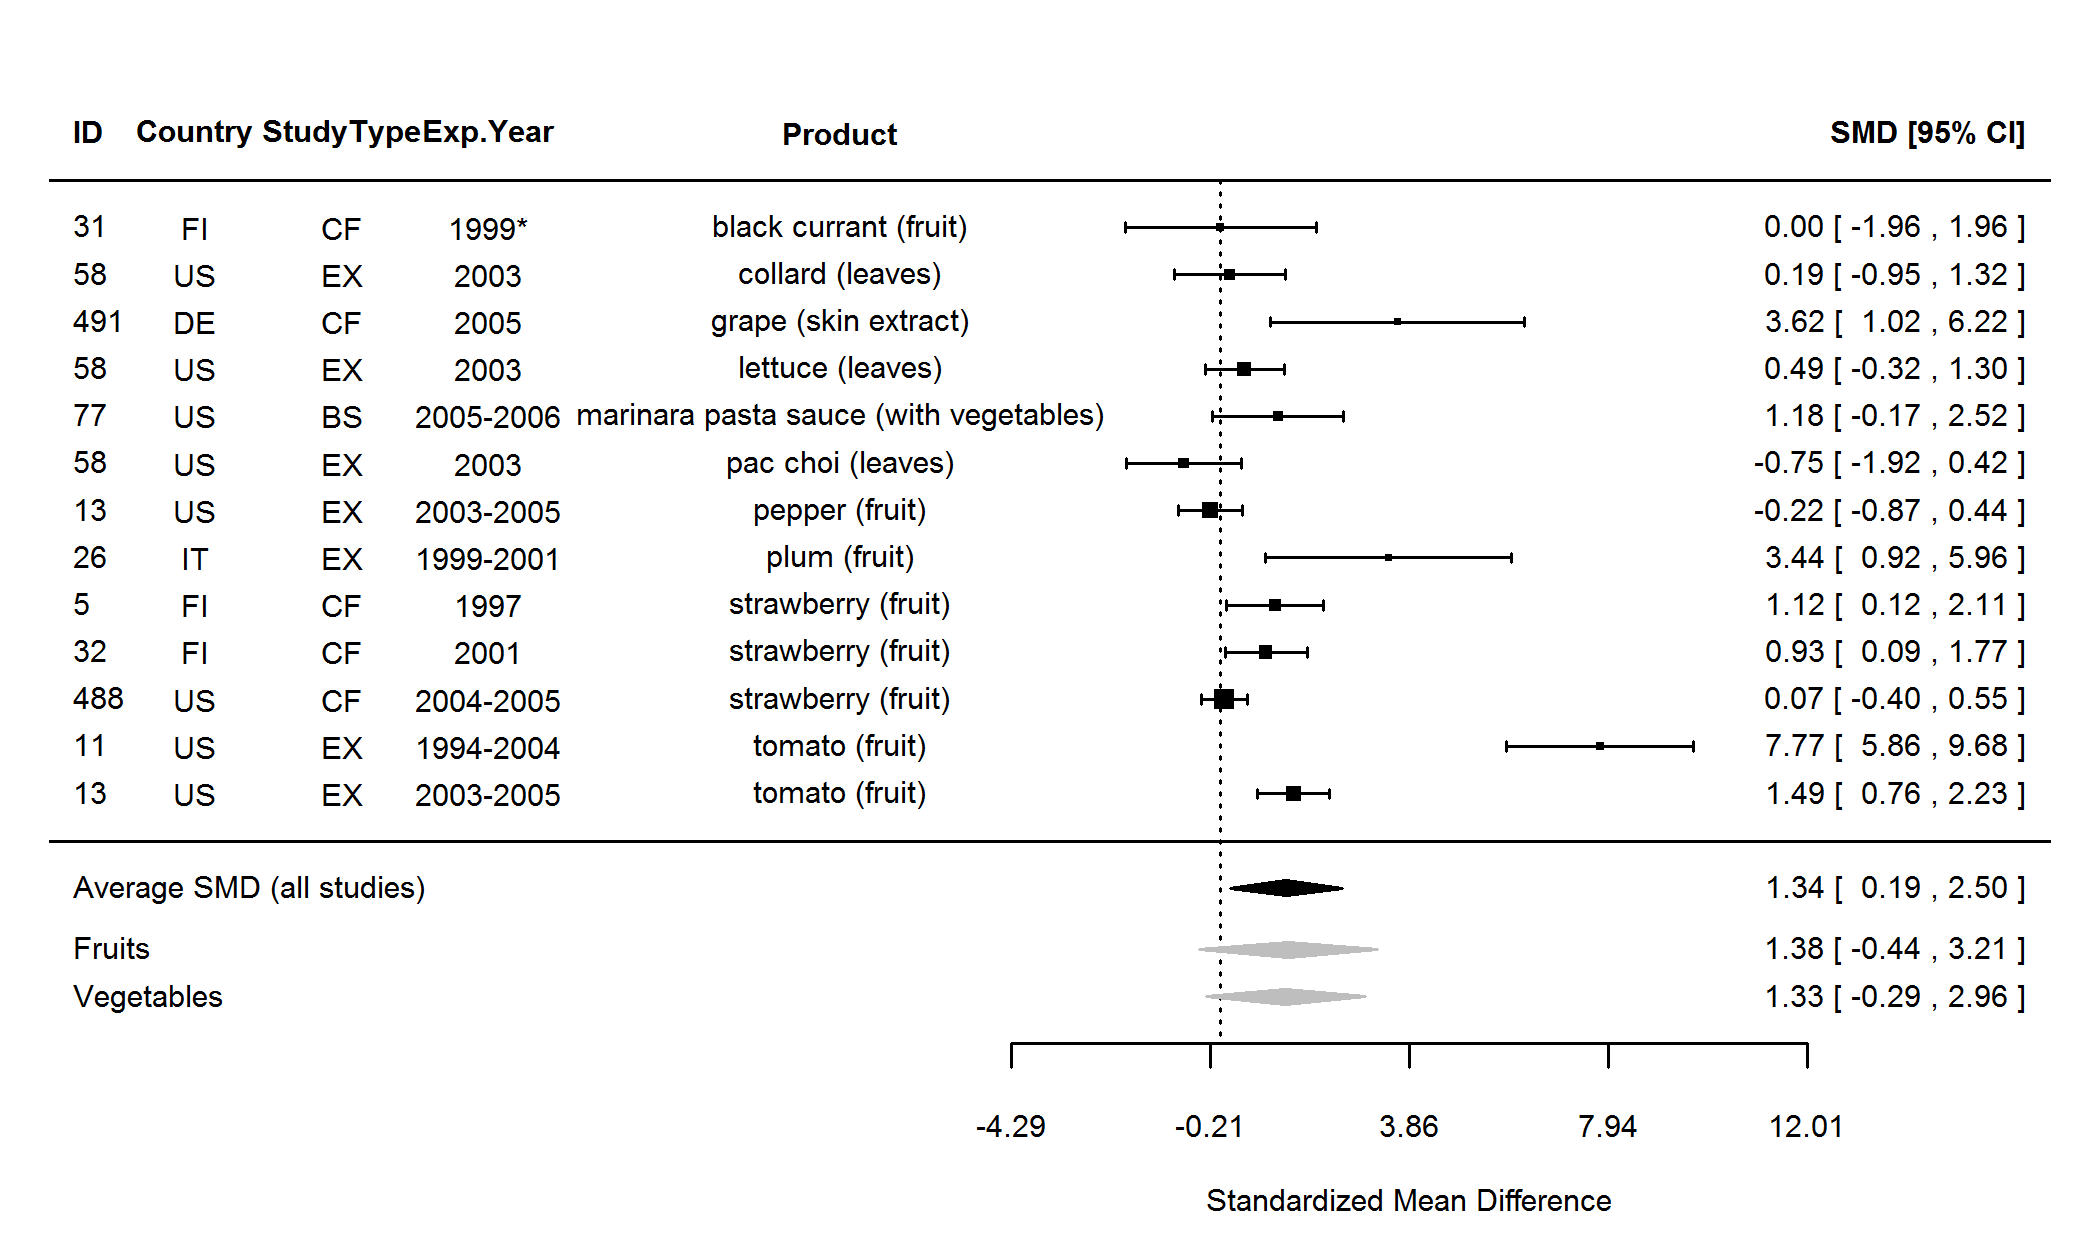 ID Country StudyType Exp.Year Product SMD [95% CI]
31 FI CF 1999* black currant (fruit) 0.00 [ -1.96 , 1.96 ]
58 US EX 2003 collard (leaves) 0.19 [ -0.95 , 1.32 ]
491 DE CF 2005 grape (skin extract) 3.62 [ 1.02 , 6.22 ]
58 US EX 2003 lettuce (leaves) 0.49 [ -0.32 , 1.30 ]
77 US BS 2005-2006 marinara pasta sauce (with vegetables) 1.18 [ -0.17 , 2.52 ]
58 US EX 2003 pac choi (leaves) -0.75 [ -1.92 , 0.42 ]
13 US EX 2003-2005 pepper (fruit) -0.22 [ -0.87 , 0.44 ]
26 IT EX 1999-2001 plum (fruit) 3.44 [ 0.92 , 5.96 ]
5 FI CF 1997 strawberry (fruit) 1.12 [ 0.12 , 2.11 ]
32 FI CF 2001 strawberry (fruit) 0.93 [ 0.09 , 1.77 ]
488 US CF 2004-2005 strawberry (fruit) 0.07 [ -0.40 , 0.55 ]
11 US EX 1994-2004 tomato (fruit) 7.77 [ 5.86 , 9.68 ]
13 US EX 2003-2005 tomato (fruit) 1.49 [ 0.76 , 2.23 ]
Average SMD (all studies) 1.34 [ 0.19 , 2.50 ]
Fruits 1.38 [ -0.44 , 3.21 ]
Vegetables 1.33 [ -0.29 , 2.96 ]
-4.29 -0.21 3.86 7.94 12.01
Standardized Mean Difference